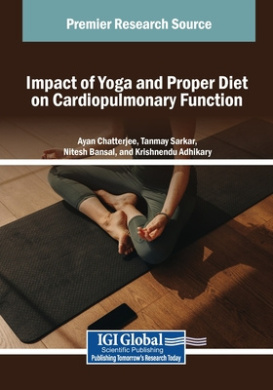 Premier Research Source
Impact of Yoga and Proper Diet
on Cardiopulmonary Function
Ayan Chatterjee, Tanmay Sarkar,
Nitesh Bansal, and Krishnendu Adhikary
IGI Global
Scientific Publishing
Publishing Tomorrow's Research Today